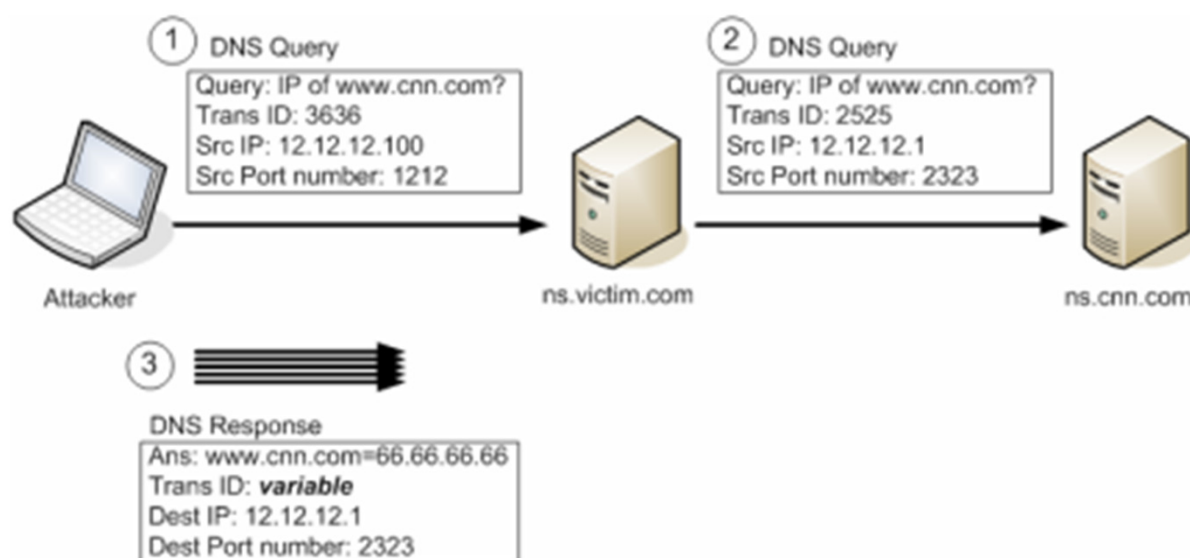 1 DNS Query
Query: IP of www.cnn.com?
Trans ID: 3636
Src IP: 12.12.12.100
Src Port number: 1212
2 DNS Query
Query: IP of www.cnn.com?
Trans ID: 2525
Src IP: 12.12.12.1
Src Port number: 2323
Attacker
ns.victim.com
ns.cnn.com
3
DNS Response
Ans: www.cnn.com=66.66.66.66
Trans ID: variable
Dest IP: 12.12.12.1
Dest Port number: 2323